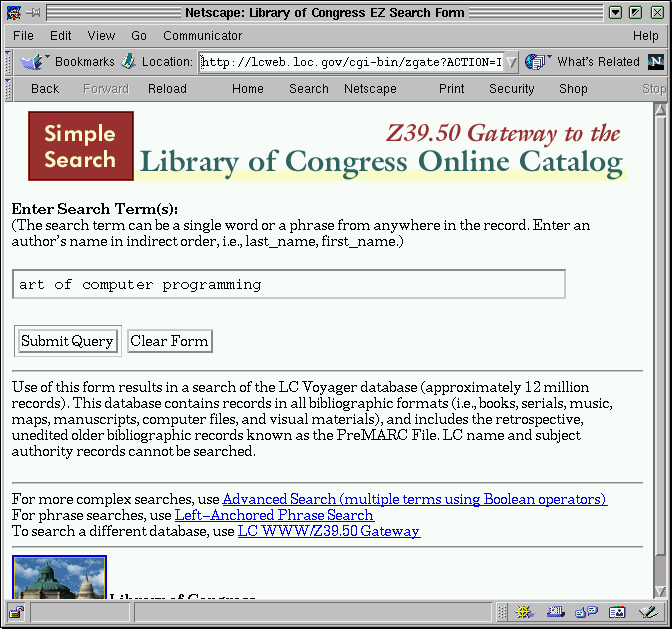 Netscape: Library of Congress EZ Search Form
File Edit View Go Communicator Help
Bookmarks Location: http://lcweb.loc.gov/cgi-bin/zgate?ACTION=I What's Related N
Back Forward Reload Home Search Netscape Print Security Shop Stop
Simple Search
Z39.50 Gateway to the
Library of Congress Online Catalog
Enter Search Term(s):
(The search term can be a single word or a phrase from anywhere in the record. Enter an
author's name in indirect order, i.e., last_name, first_name.)
art of computer programming
Submit Query Clear Form
Use of this form results in a search of the LC Voyager database (approximately 12 million
records). This database contains records in all bibliographic formats (i.e., books, serials, music,
maps, manuscripts, computer files, and visual materials), and includes the retrospective,
unedited older bibliographic records known as the PreMARC File. LC name and subject
authority records cannot be searched.
For more complex searches, use Advanced Search (multiple terms using Boolean operators)
For phrase searches, use Left-Anchored Phrase Search
To search a different database, use LC WWW/Z39.50 Gateway
Library of Congress